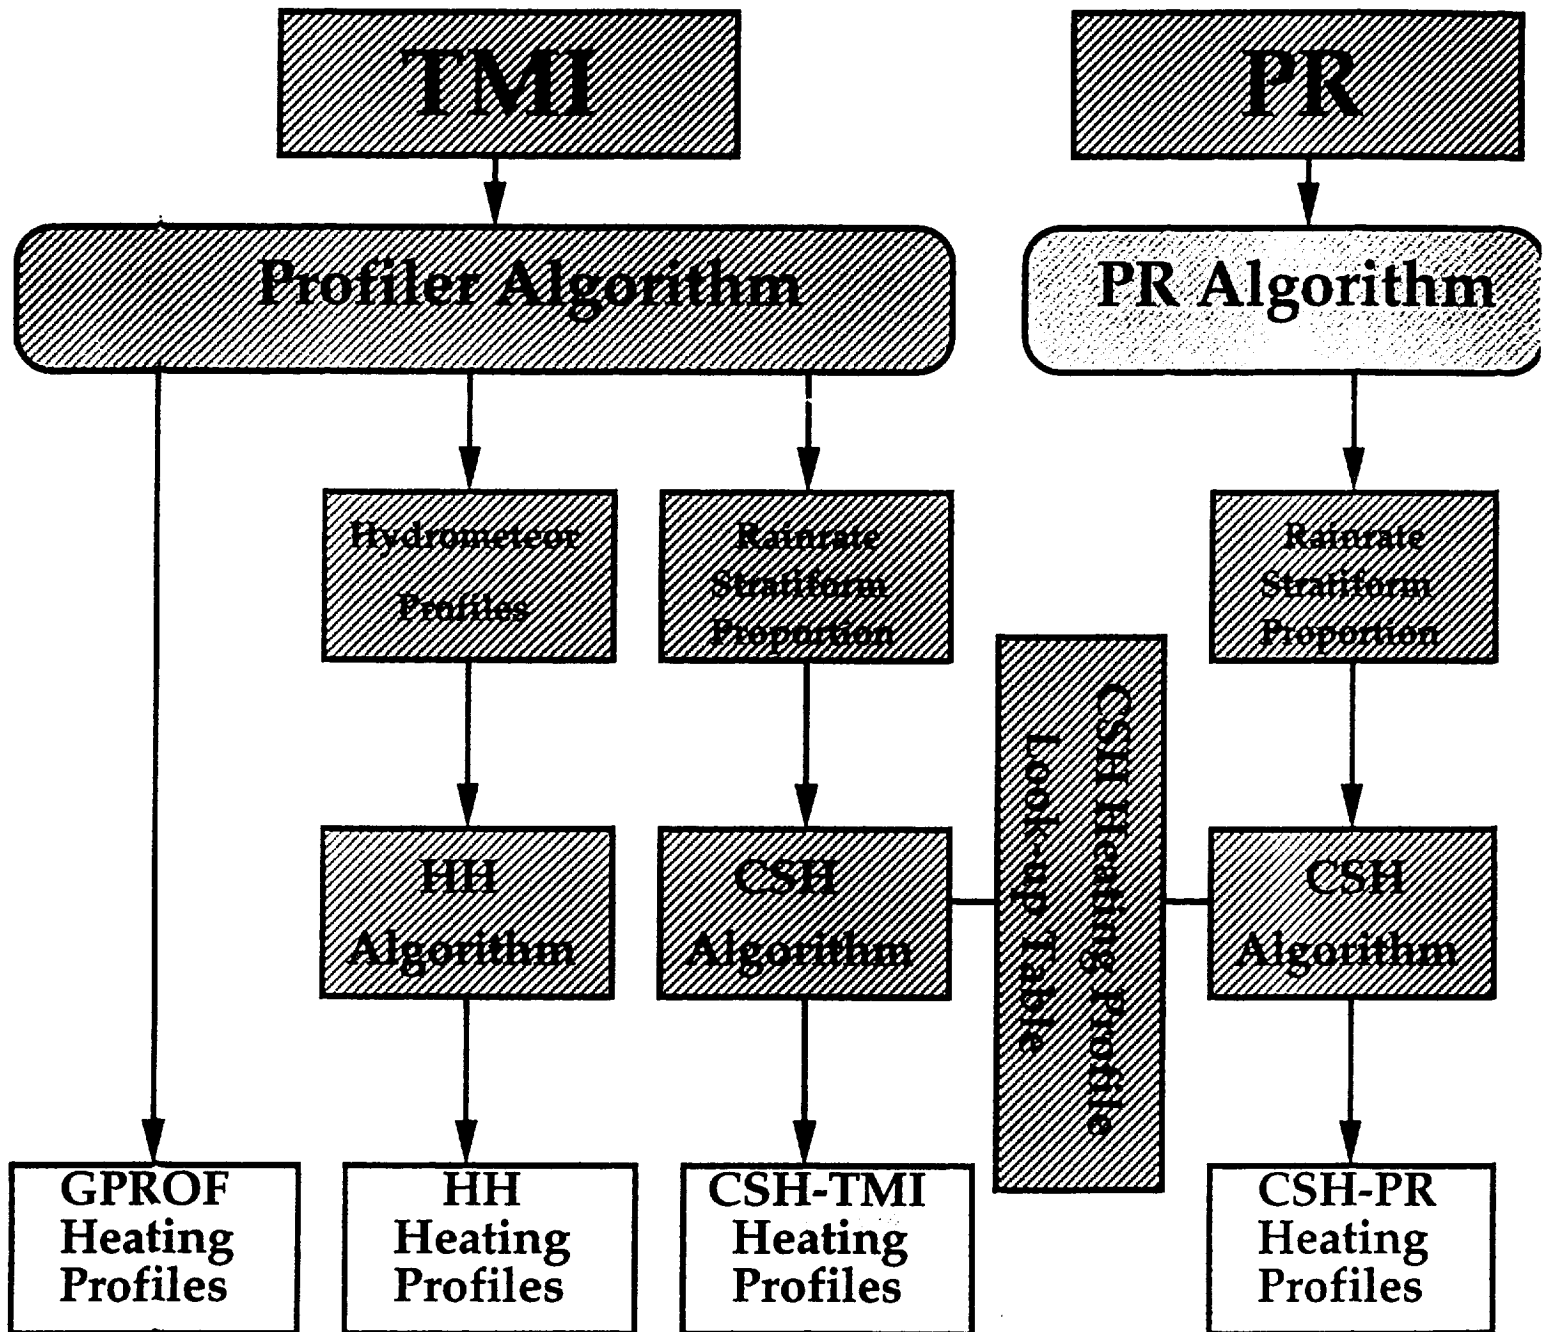 TMI
PR
Profiler Algorithm
PR Algorithm
Hydrometeor
Profiles
Rainrate
Stratiform
Proportion
Rainrate
Stratiform
Proportion
CSH Heating Profile
Look-up Table
HH
Algorithm
CSH
Algorithm
CSH
Algorithm
GPROF
Heating
Profiles
HH
Heating
Profiles
CSH-TMI
Heating
Profiles
CSH-PR
Heating
Profiles